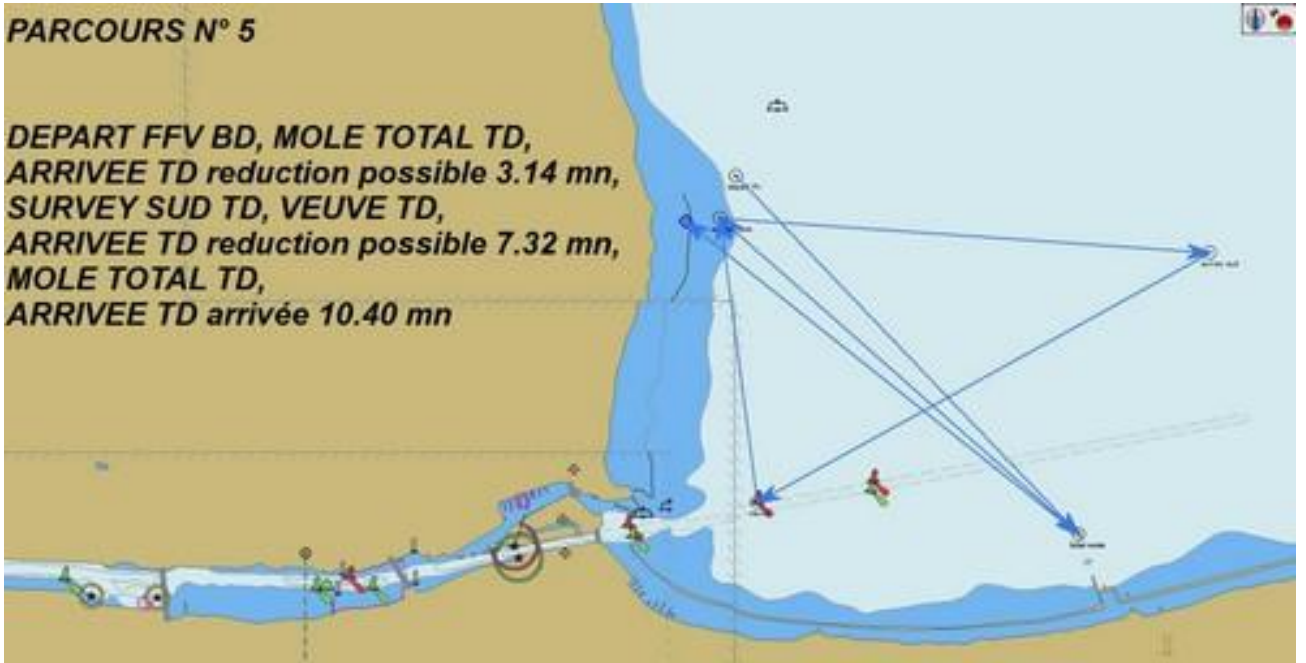 PARCOURS N° 5
DEPART FFV BD, MOLE TOTAL TD,
ARRIVEE TD reduction possible 3.14 mn,
SURVEY SUD TD, VEUVE TD,
ARRIVEE TD reduction possible 7.32 mn,
MOLE TOTAL TD,
ARRIVEE TD arrivée 10.40 mn